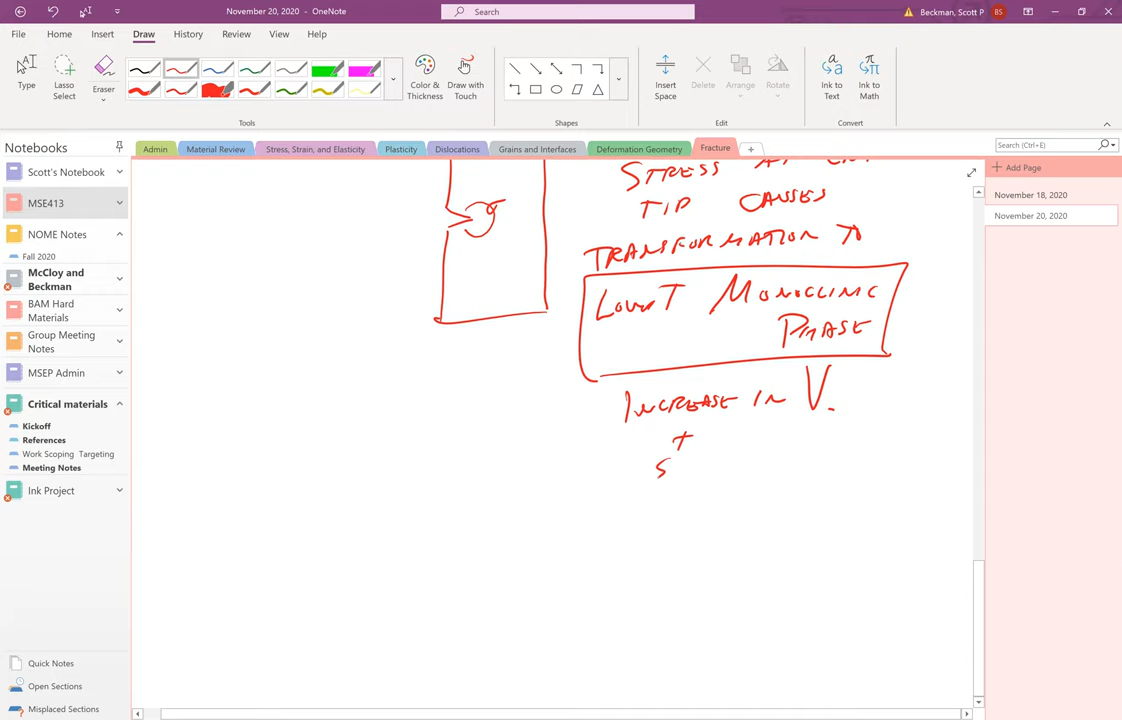 November 20, 2020 - OneNote
Search
Beckman, Scott P
BS
File
Home
Insert
Draw
History
Review
View
Help
Type
Lasso
Select
Eraser
Color &
Thickness
Draw with
Touch
Insert
Space
Delete
Arrange
Rotate
Ink to
Text
Ink to
Math
Tools
Shapes
Edit
Convert
Notebooks
Admin
Material Review
Stress, Strain, and Elasticity
Plasticity
Dislocations
Grains and Interfaces
Deformation Geometry
Fracture
Search (Ctrl+E)
Scott's Notebook
MSE413
NOME Notes
Fall 2020
McCloy and
Beckman
BAM Hard
Materials
Group Meeting
Notes
MSEP Admin
Critical materials
Kickoff
References
Work Scoping Targeting
Meeting Notes
Ink Project
Quick Notes
Open Sections
Misplaced Sections
Add Page
November 18, 2020
November 20, 2020
STRESS AT
TIP CAUSES
TRANSFORMATION TO
LOWER T MONOCLINIC
PHASE
INCREASE IN V.
+
S